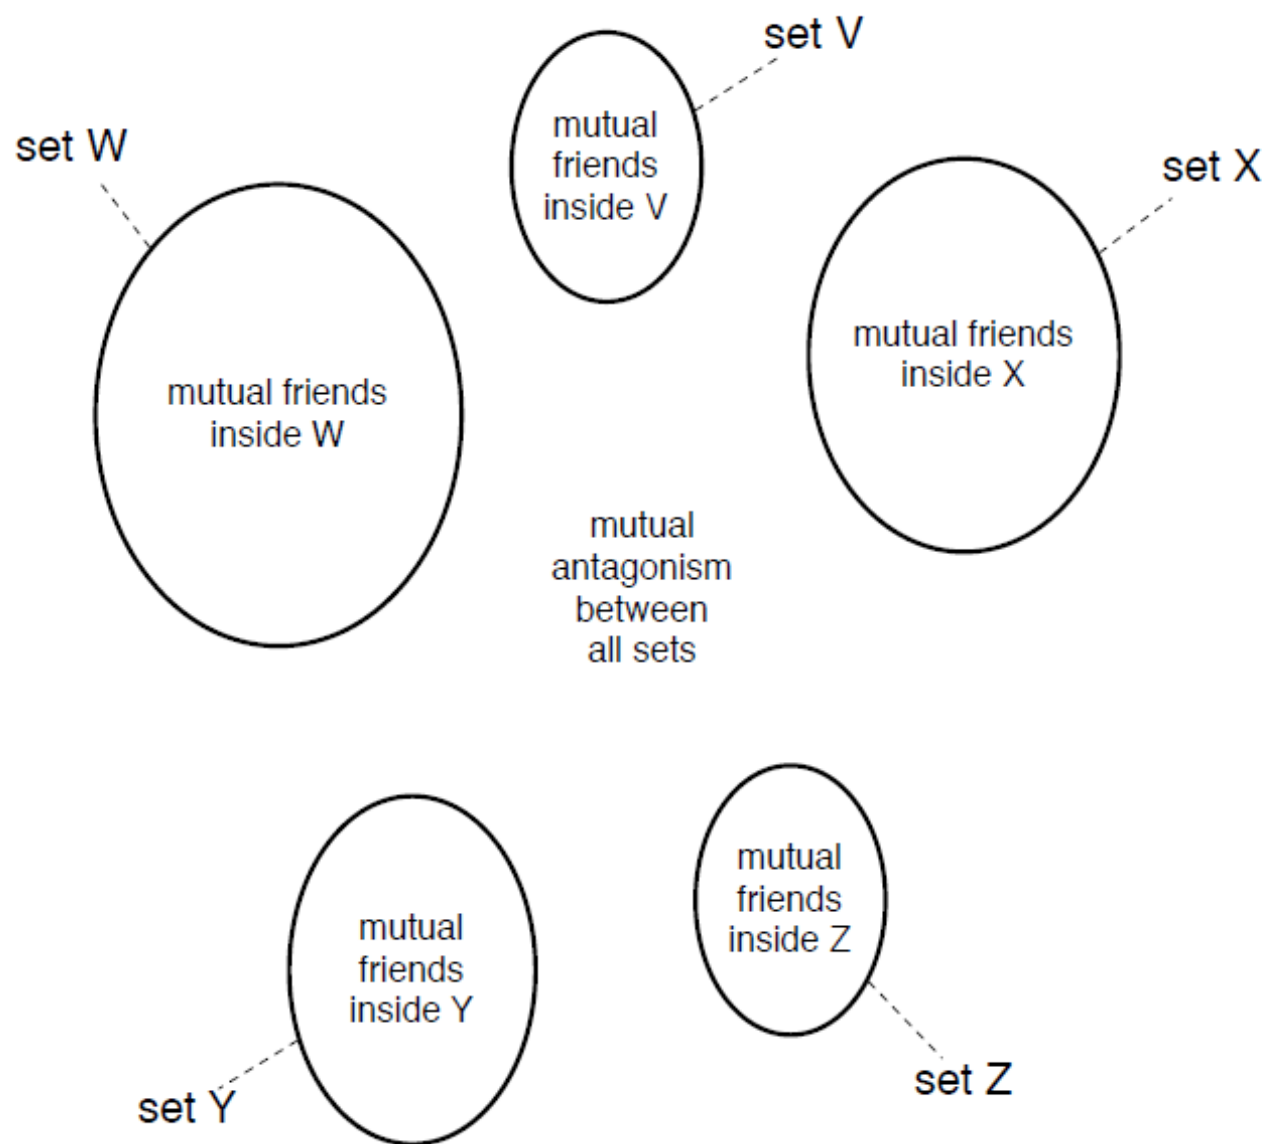 set V
mutual
friends
inside V
set W
set X
mutual friends
inside X
mutual friends
inside W
mutual
antagonism
between
all sets
mutual
friends
inside Z
mutual
friends
inside Y
set Z
set Y